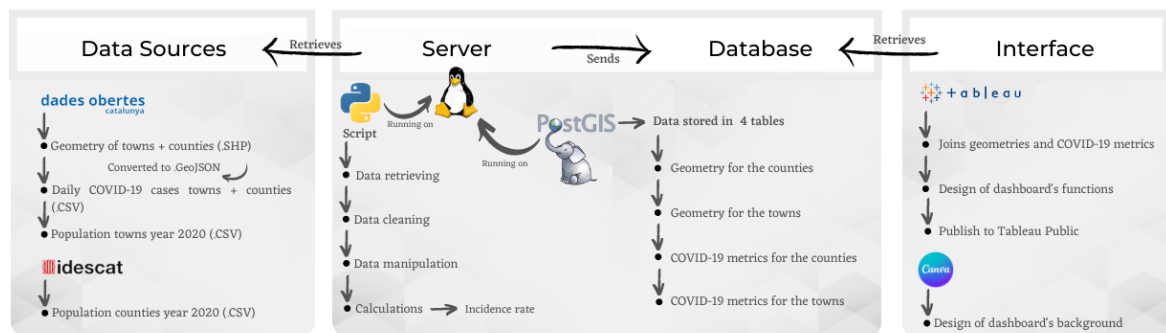 Data Sources
Retrieves
Server
Sends
Database
Retrieves
Interface
dades obertes
catalunya
Geometry of towns + counties (.SHP)
Converted to .GeoJSON
Daily COVID-19 cases towns + counties
(.CSV)
Population towns year 2020 (.CSV)
idescat
Population counties year 2020 (.CSV)
Script
Running on
Data retrieving
Data cleaning
Data manipulation
Calculations
Incidence rate
PostGIS
Running on
Data stored in 4 tables
Geometry for the counties
Geometry for the towns
COVID-19 metrics for the counties
COVID-19 metrics for the towns
+ableau
Joins geometries and COVID-19 metrics
Design of dashboard's functions
Publish to Tableau Public
Canva
Design of dashboard's background